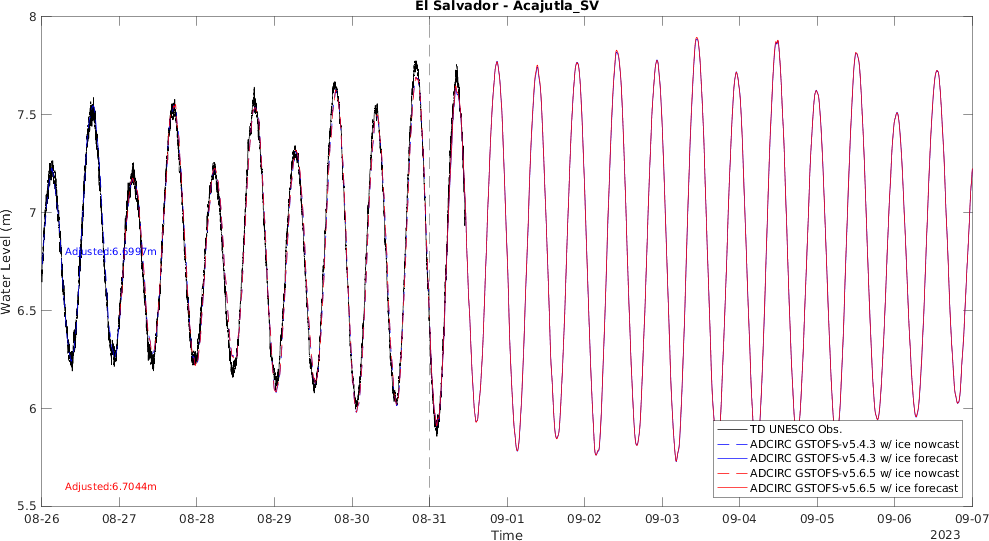 El Salvador - Acajutla_SV
8
7.5
7
6.5
6
5.5
Water Level (m)
Adjusted:6.6997m
Adjusted:6.7044m
TD UNESCO Obs.
ADCIRC GSTOFS-v5.4.3 w/ ice nowcast
ADCIRC GSTOFS-v5.4.3 w/ ice forecast
ADCIRC GSTOFS-v5.6.5 w/ ice nowcast
ADCIRC GSTOFS-v5.6.5 w/ ice forecast
08-26 08-27 08-28 08-29 08-30 08-31 09-01 09-02 09-03 09-04 09-05 09-06 09-07
Time
2023